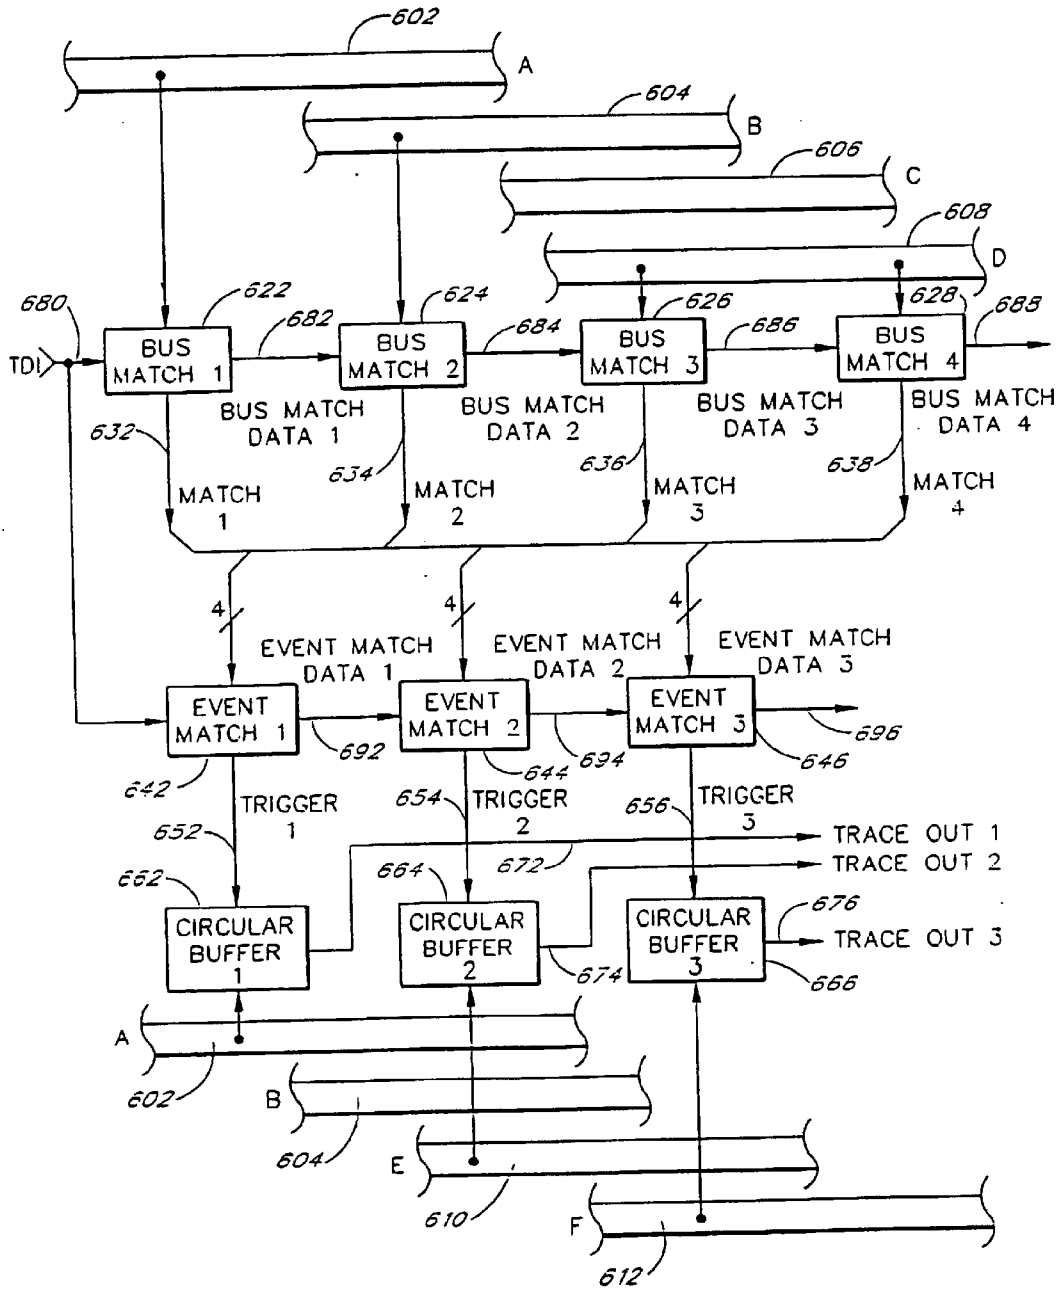 602
A
604
B
606
C
608
D
680
622
624
626
628
688
682
684
686
TDI
BUS
MATCH 1
BUS
MATCH 2
BUS
MATCH 3
BUS
MATCH 4
BUS MATCH
DATA 1
BUS MATCH
DATA 2
BUS MATCH
DATA 3
BUS MATCH
DATA 4
632
634
636
638
MATCH
1
MATCH
2
MATCH
3
MATCH
4
4
4
4
EVENT MATCH
DATA 1
EVENT MATCH
DATA 2
EVENT MATCH
DATA 3
EVENT
MATCH 1
EVENT
MATCH 2
EVENT
MATCH 3
692
694
696
642
644
646
652
654
656
TRIGGER
1
TRIGGER
2
TRIGGER
3
TRACE OUT 1
672
TRACE OUT 2
662
664
676
CIRCULAR
BUFFER
1
CIRCULAR
BUFFER
2
CIRCULAR
BUFFER
3
TRACE OUT 3
674
666
A
602
B
604
E
610
F
612